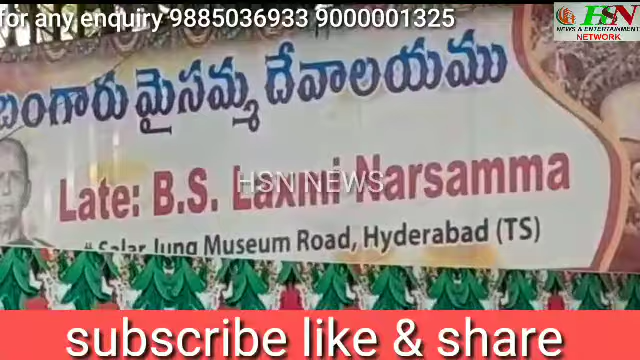 for any enquiry 9885036933 9000001325
HSN
NEWS & ENTERTAINMENT
NETWORK
బంగారు మైసమ్మ దేవాలయము
Late: B.S. Laxmi Narsamma
HSN NEWS
# Salar Jung Museum Road, Hyderabad (TS)
subscribe like & share